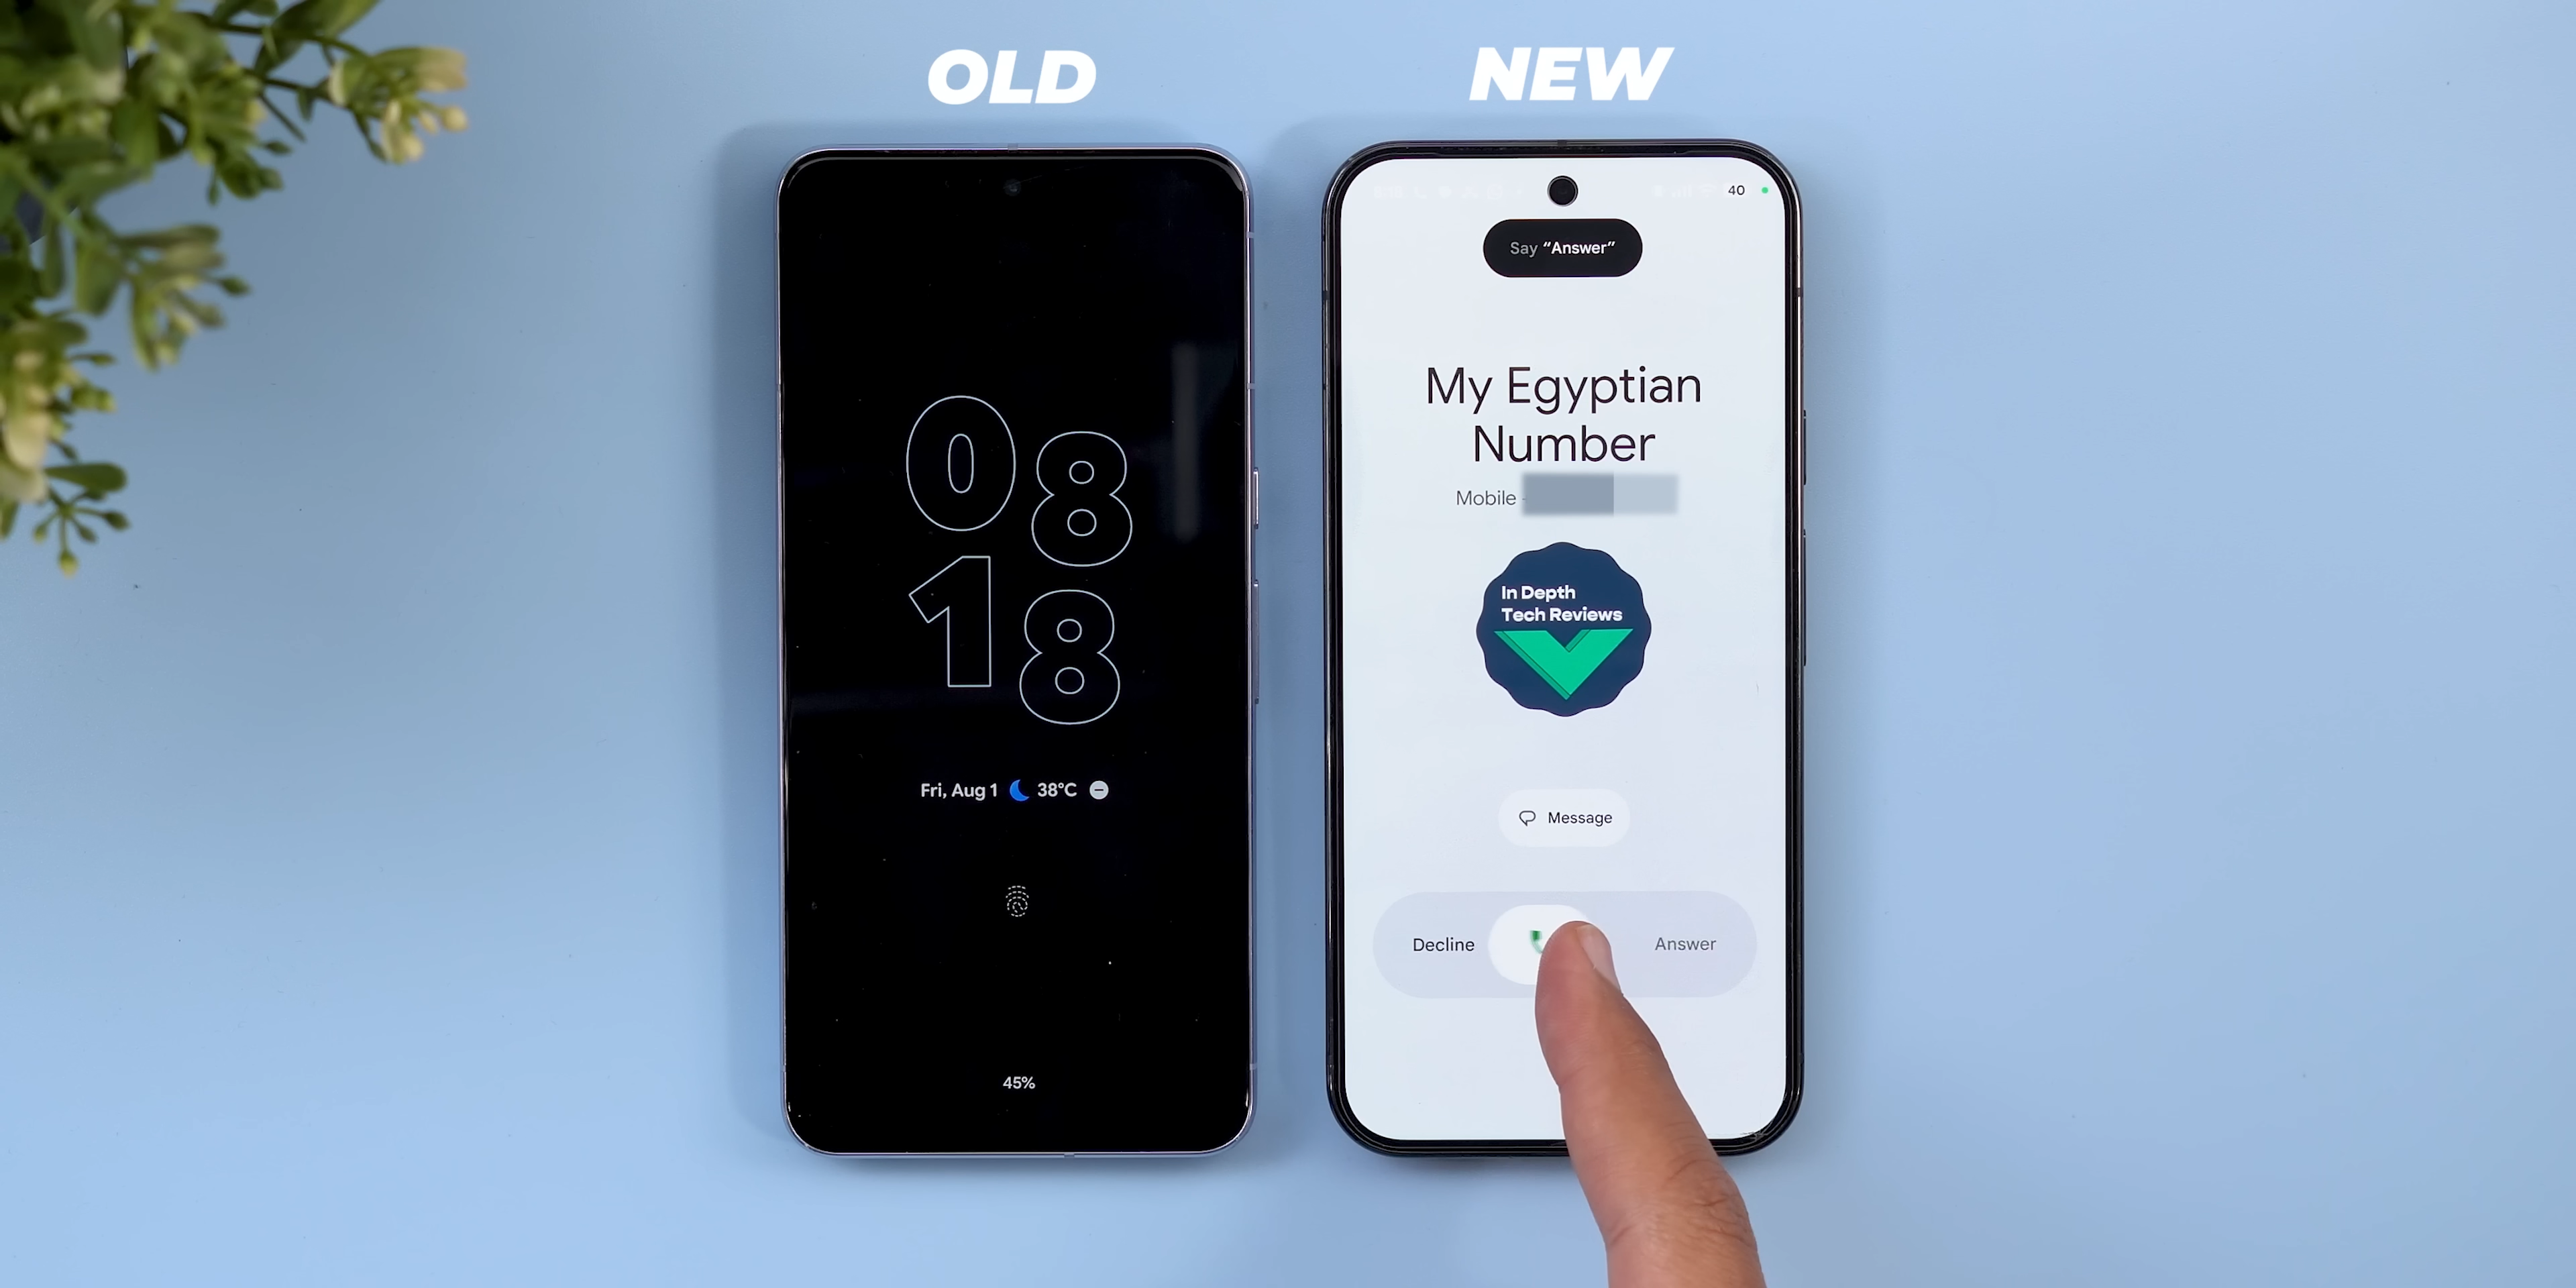 OLD
NEW
08
18
Fri, Aug 1 38°C
45%
40
Say “Answer”
My Egyptian
Number
Mobile
In Depth
Tech Reviews
Message
Decline
Answer